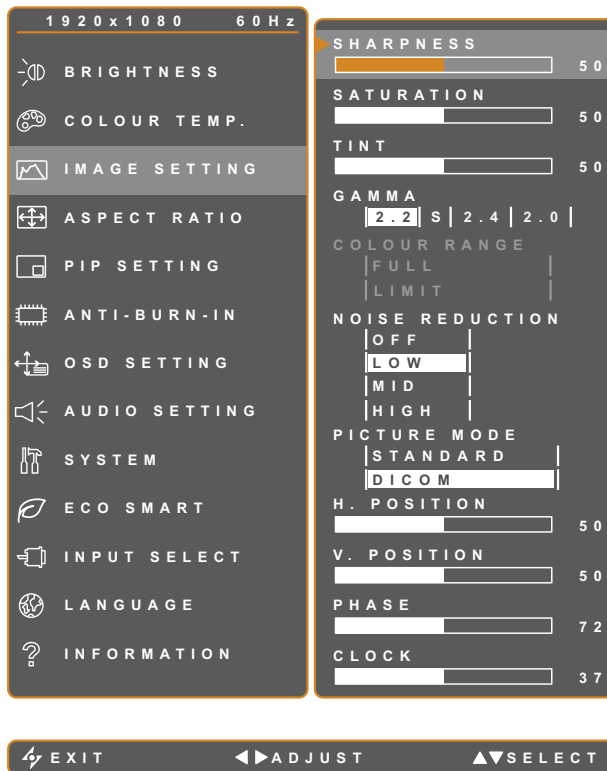 1920x1080 60Hz
BRIGHTNESS
COLOUR TEMP.
IMAGE SETTING
ASPECT RATIO
PIP SETTING
ANTI-BURN-IN
OSD SETTING
AUDIO SETTING
SYSTEM
ECO SMART
INPUT SELECT
LANGUAGE
INFORMATION
SHARPNESS
50
SATURATION
50
TINT
50
GAMMA
2.2 S 2.4 2.0
COLOUR RANGE
FULL
LIMIT
NOISE REDUCTION
OFF
LOW
MID
HIGH
PICTURE MODE
STANDARD
DICOM
H. POSITION
50
V. POSITION
50
PHASE
72
CLOCK
37
EXIT ADJUST SELECT